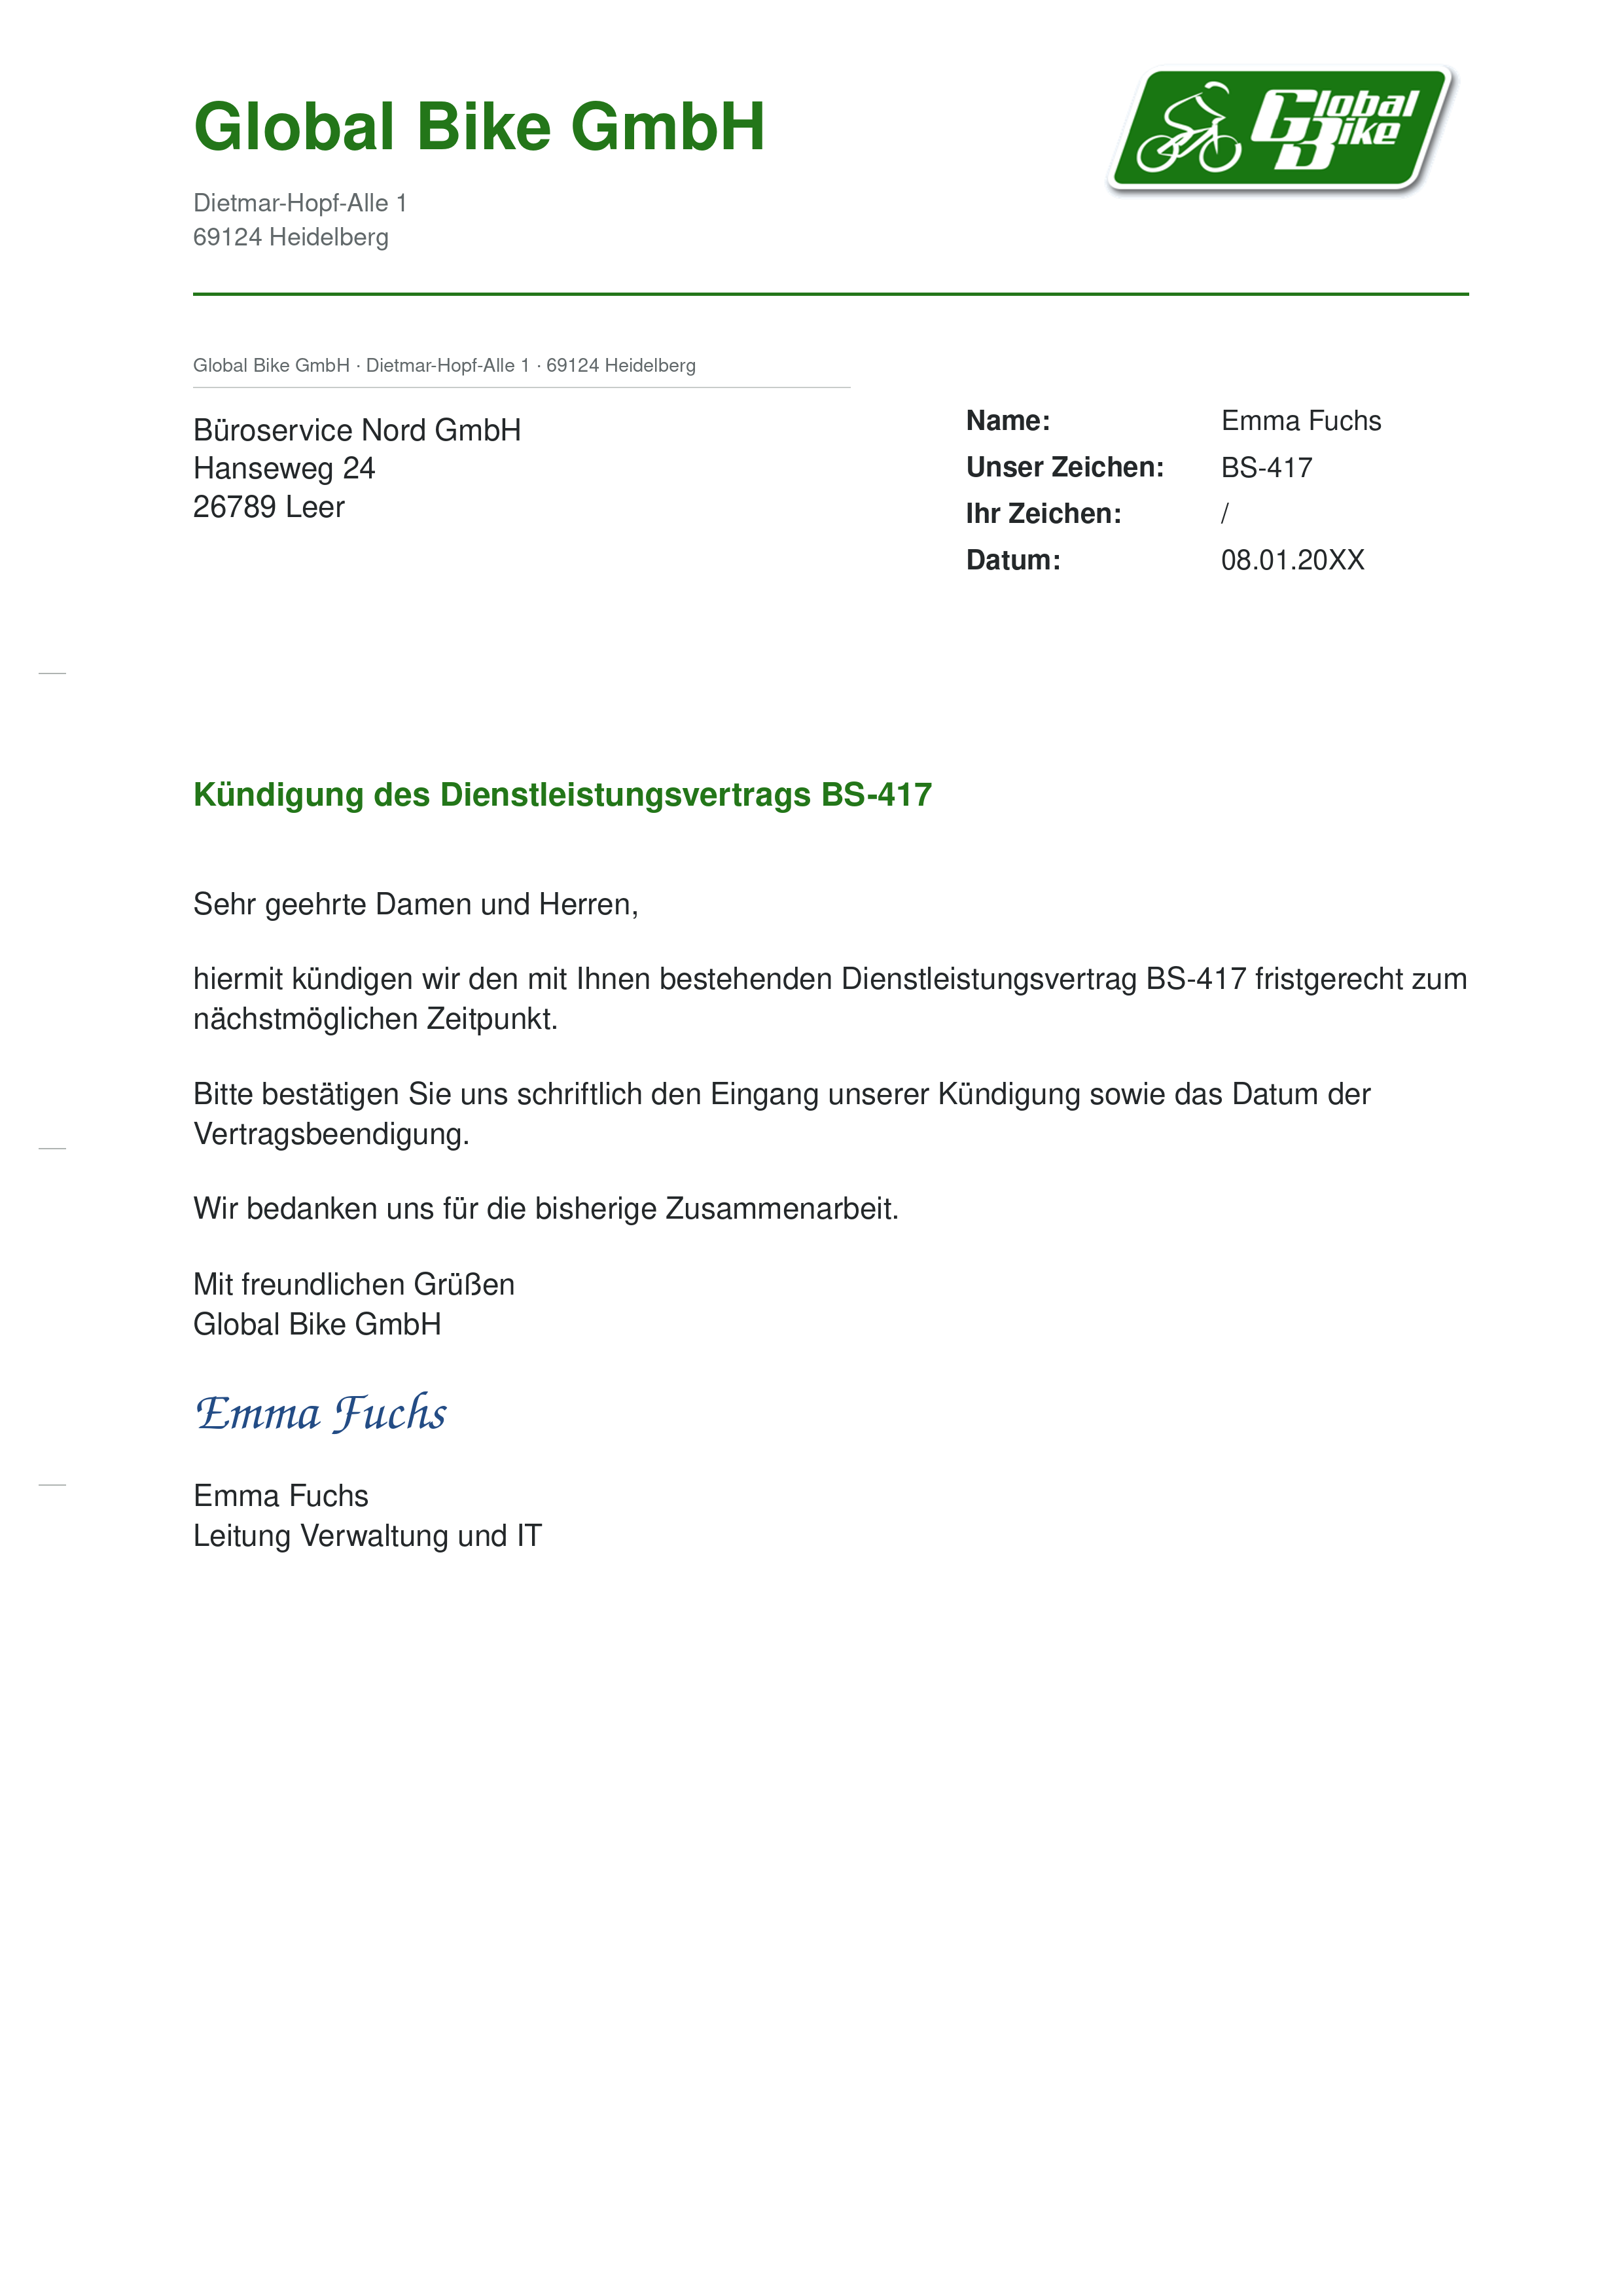 Global Bike GmbH
Global Bike
Dietmar-Hopf-Alle 1
69124 Heidelberg
Global Bike GmbH · Dietmar-Hopf-Alle 1 · 69124 Heidelberg
Büroservice Nord GmbH
Hanseweg 24
26789 Leer
Name: Emma Fuchs
Unser Zeichen: BS-417
Ihr Zeichen: /
Datum: 08.01.20XX
Kündigung des Dienstleistungsvertrags BS-417
Sehr geehrte Damen und Herren,
hiermit kündigen wir den mit Ihnen bestehenden Dienstleistungsvertrag BS-417 fristgerecht zum
nächstmöglichen Zeitpunkt.
Bitte bestätigen Sie uns schriftlich den Eingang unserer Kündigung sowie das Datum der
Vertragsbeendigung.
Wir bedanken uns für die bisherige Zusammenarbeit.
Mit freundlichen Grüßen
Global Bike GmbH
Emma Fuchs
Emma Fuchs
Leitung Verwaltung und IT